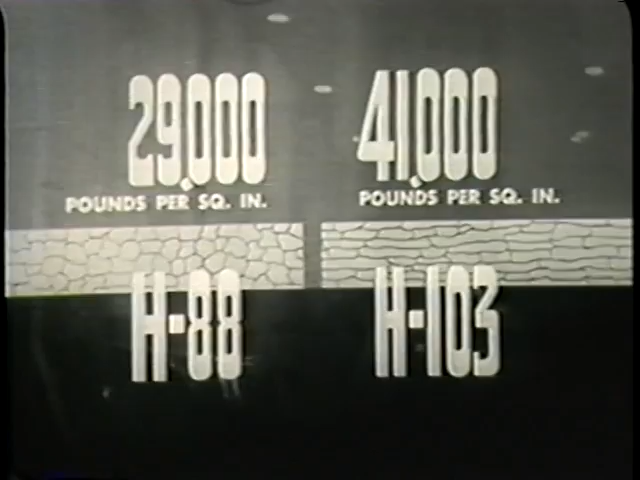 29,000
41,000
POUNDS PER SQ. IN.
POUNDS PER SQ. IN.
H-88
H-103